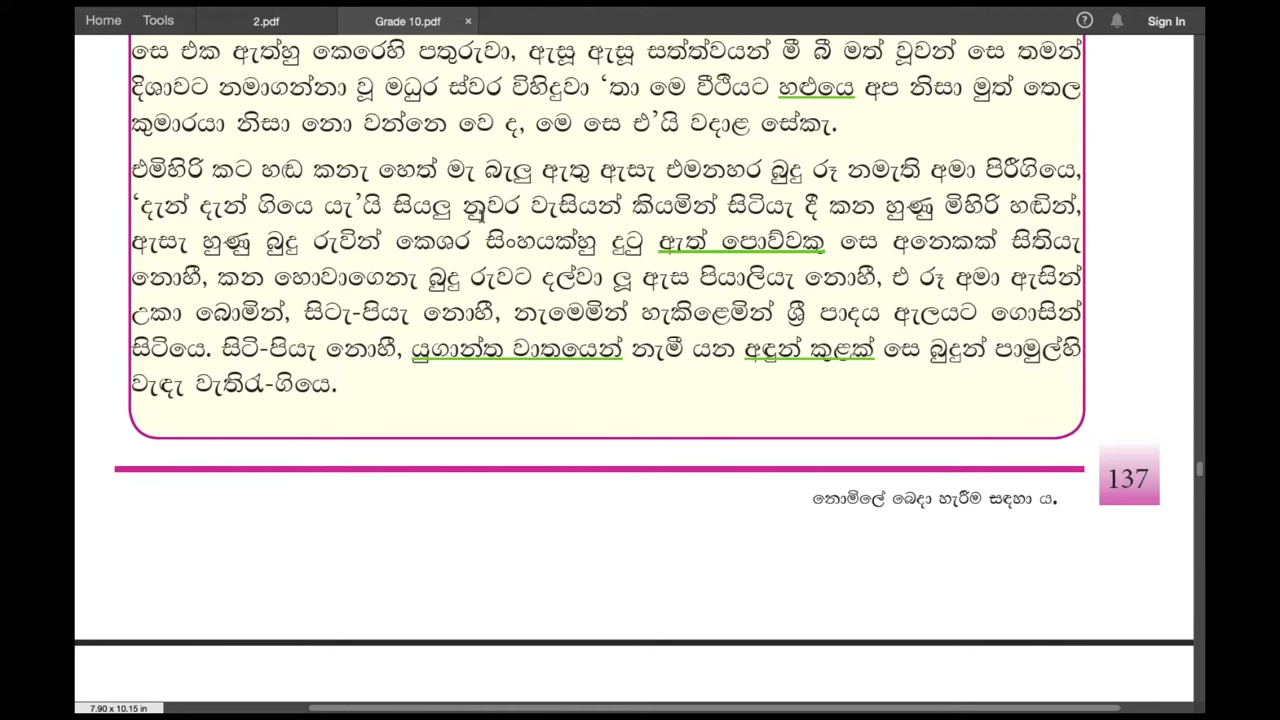 Home Tools 2.pdf Grade 10.pdf × Sign In
සෙ එක ඇත්හු කෙරෙහි පතුරුවා, ඇසූ ඇසූ සත්ත්වයන් මී බී මත් වූවන් සෙ තමන්
දිශාවට නමාගන්නා වූ මධුර ස්වර විහිදුවා ‘තා මෙ වීථියට හළුයෙ අප නිසා මුත් තෙල
කුමාරයා නිසා නො වන්නෙ වෙ ද, මෙ සෙ එ’යි වදාළ සේකැ.
එමිහිරි කට හඬ කනැ හෙත් මැ බැලු ඇතු ඇසැ එමනහර බුදු රූ නමැති අමා පිරීගියෙ,
‘දැන් දැන් ගියෙ යැ’යි සියලු නුවර වැසියන් කියමින් සිටියැ දී කන හුණු මිහිරි හඬින්,
ඇසැ හුණු බුදු රුවින් කෙශර සිංහයක්හු දුටු ඇත් පොව්වකු සෙ අනෙකක් සිතියැ
නොහී, කන හොවාගෙනැ බුදු රුවට දල්වා ලූ ඇස පියාලියැ නොහී, එ රූ අමා ඇසින්
උකා බොමින්, සිටැ-පියැ නොහී, නැමෙමින් හැකිළෙමින් ශ්‍රී පාදය ඇලයට ගොසින්
සිටියෙ. සිටි-පියැ නොහී, යුගාන්ත වාතයෙන් නැමී යන අඳුන් කුළක් සෙ බුදුන් පාමුල්හි
වැඳැ වැතිරැ-ගියෙ.
137
නොමිලේ බෙදා හැරීම සඳහා ය.
7.90 x 10.15 in